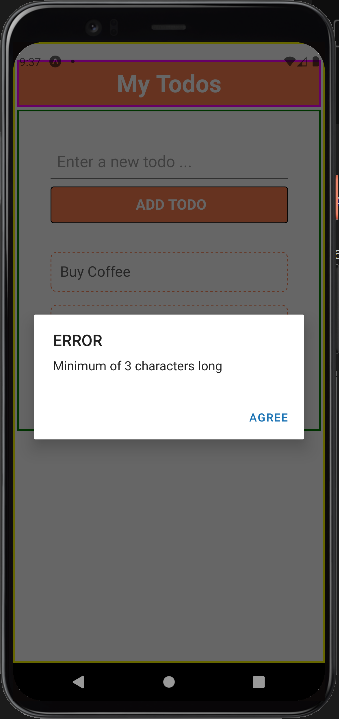 9:37
My Todos
Enter a new todo ...
ADD TODO
Buy Coffee
ERROR
Minimum of 3 characters long
AGREE